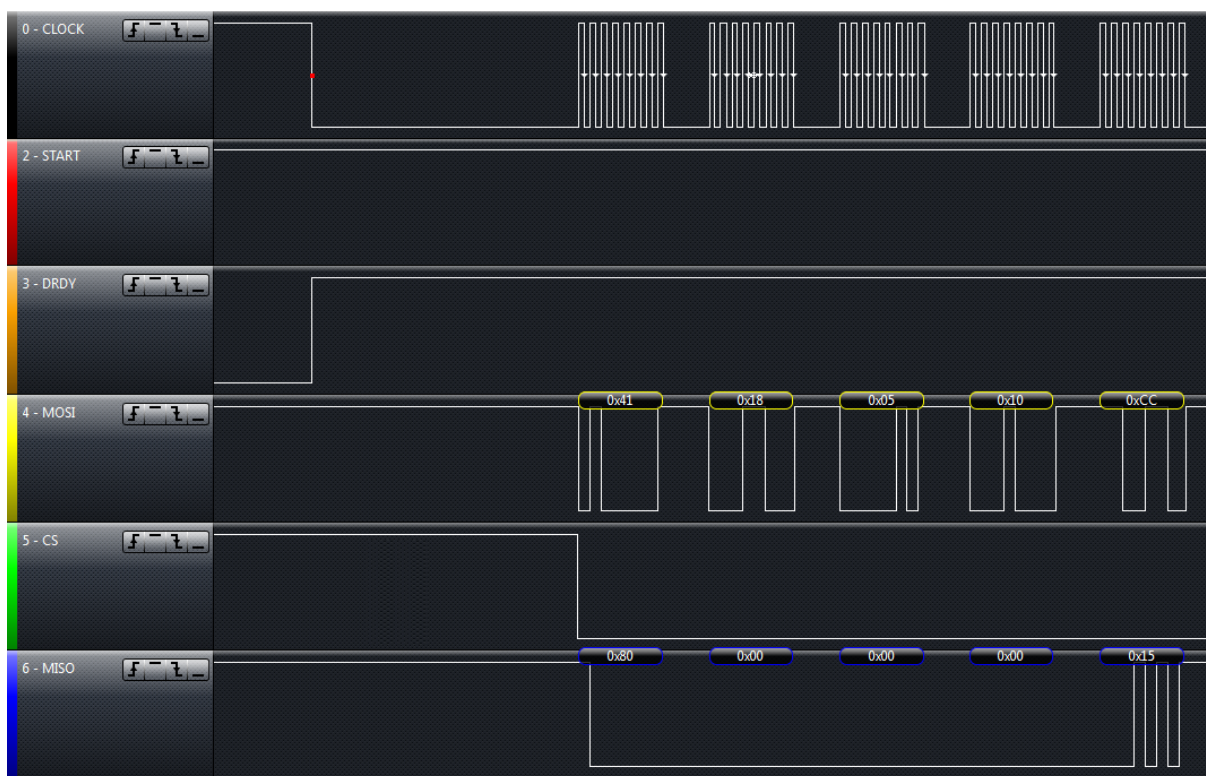 0 - CLOCK
2 - START
3 - DRDY
4 - MOSI
0x41 0x18 0x05 0x10 0xCC
5 - CS
6 - MISO
0x80 0x00 0x00 0x00 0x15